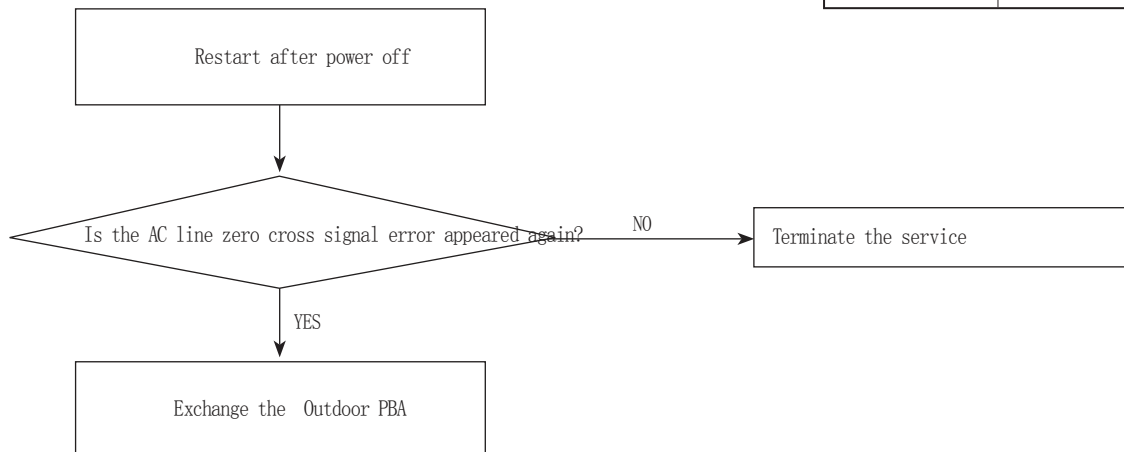 Restart after power off
Is the AC line zero cross signal error appeared again?
NO
Terminate the service
YES
Exchange the Outdoor PBA